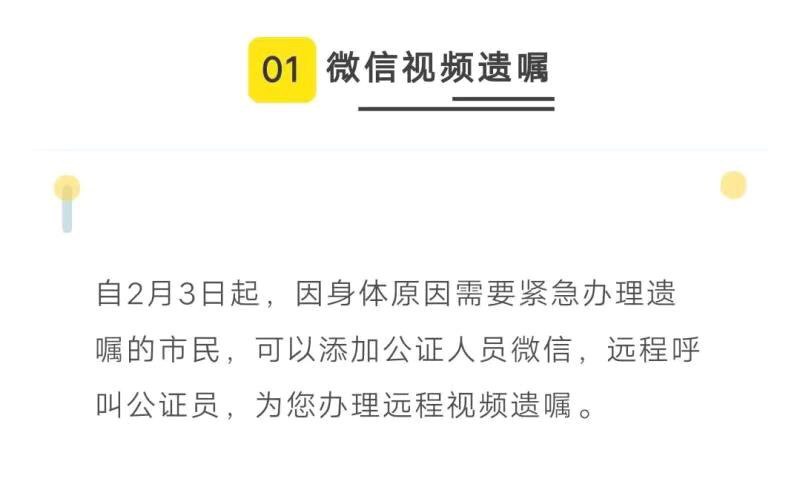 01 微信视频遗嘱
自2月3日起，因身体原因需要紧急办理遗
嘱的市民，可以添加公证人员微信，远程呼
叫公证员，为您办理远程视频遗嘱。